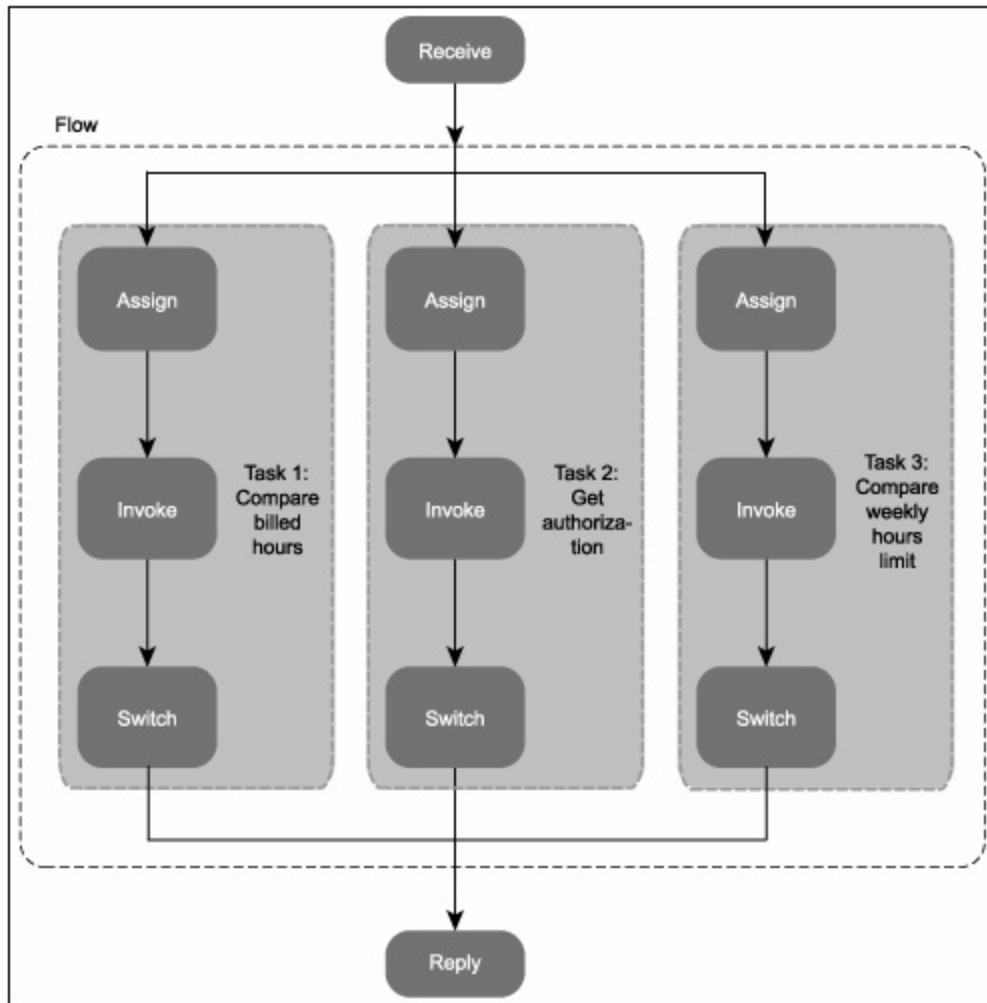 Receive
Flow
Assign
Assign
Assign
Invoke
Task 1:
Compare
billed
hours
Invoke
Task 2:
Get
authoriza-
tion
Invoke
Task 3:
Compare
weekly
hours
limit
Switch
Switch
Switch
Reply